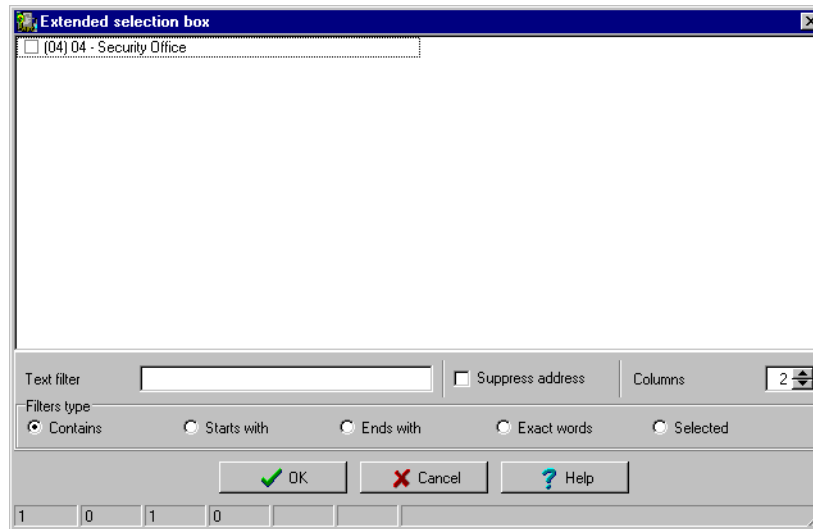 Extended selection box
(04) 04 - Security Office
Text filter Suppress address Columns 2
Filters type
Contains Starts with Ends with Exact words Selected
OK Cancel Help
1 0 1 0